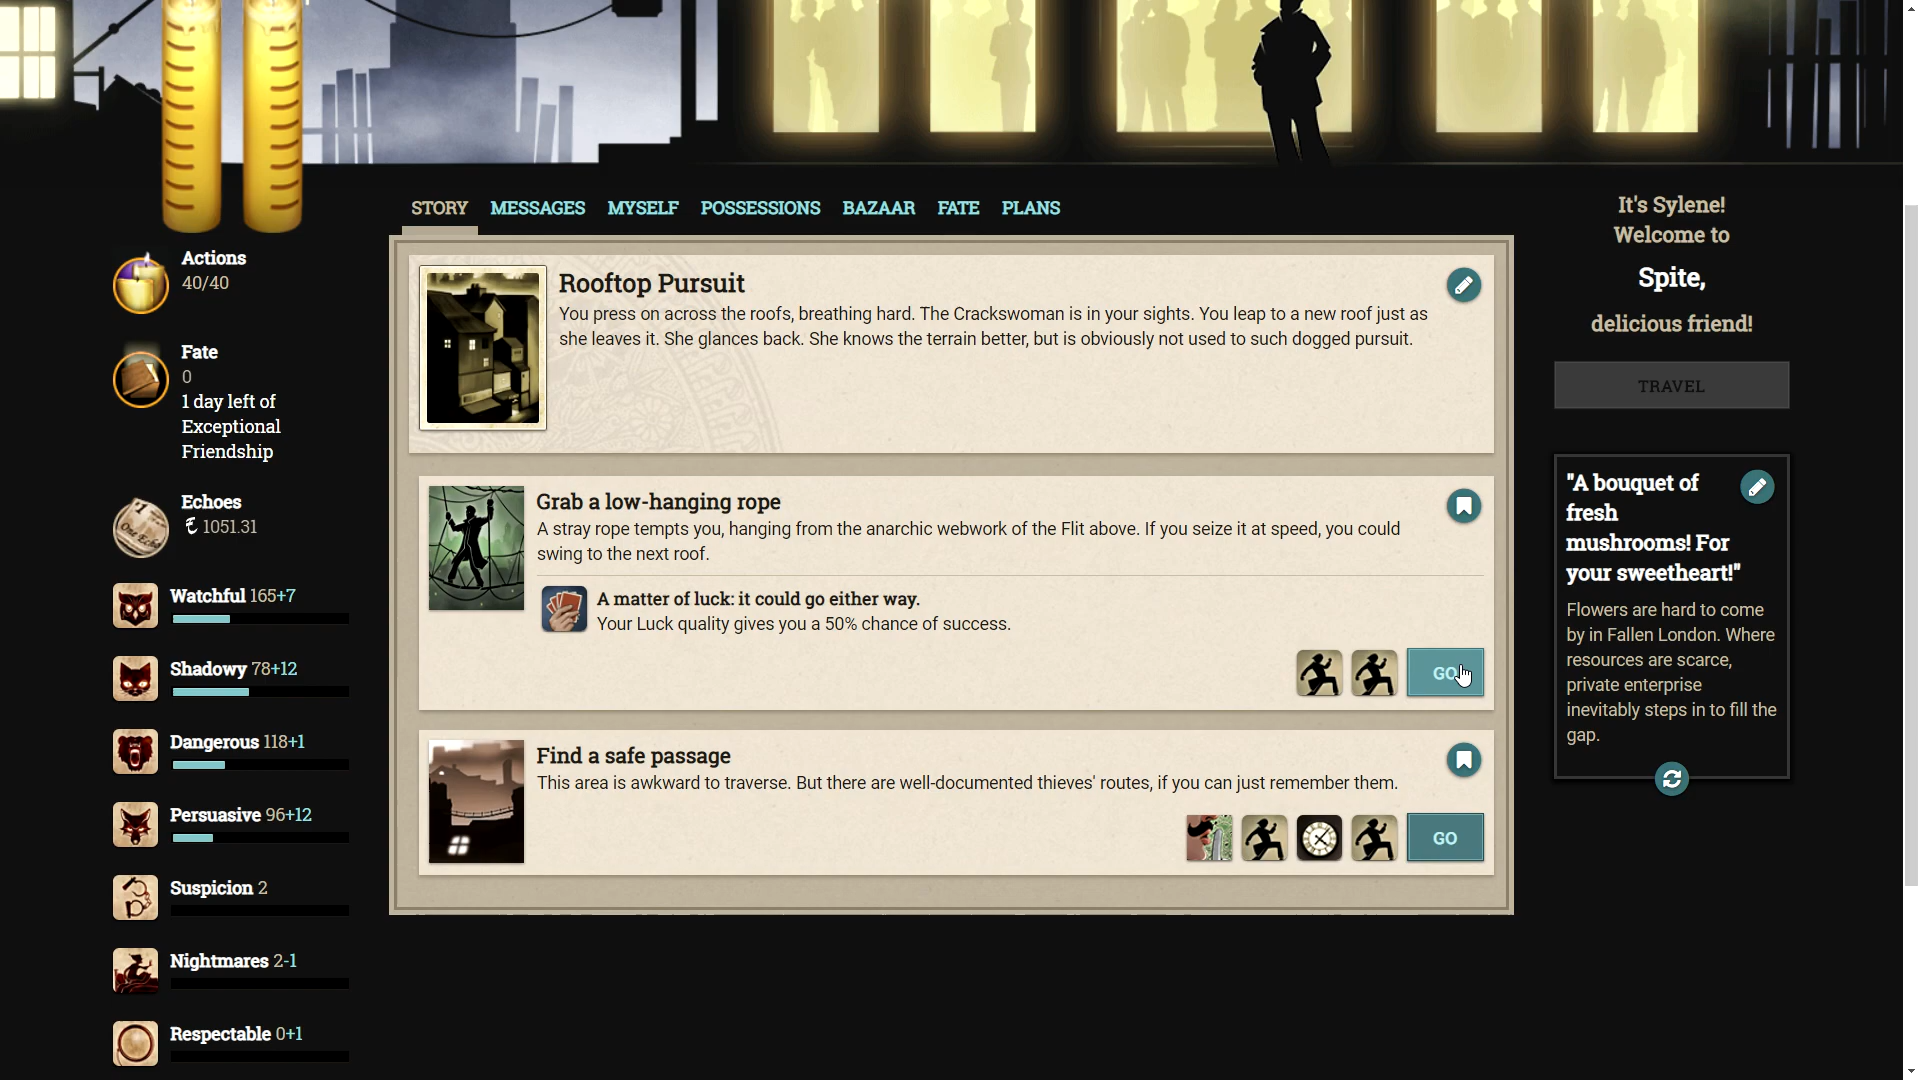 STORY MESSAGES MYSELF POSSESSIONS BAZAAR FATE PLANS
Actions
40/40
Fate
0
1 day left of
Exceptional
Friendship
Echoes
1051.31
Watchful 165+7
Shadowy 78+12
Dangerous 118+1
Persuasive 96+12
Suspicion 2
Nightmares 2-1
Respectable 0+1
Rooftop Pursuit
You press on across the roofs, breathing hard. The Crackswoman is in your sights. You leap to a new roof just as
she leaves it. She glances back. She knows the terrain better, but is obviously not used to such dogged pursuit.
Grab a low-hanging rope
A stray rope tempts you, hanging from the anarchic webwork of the Flit above. If you seize it at speed, you could
swing to the next roof.
A matter of luck: it could go either way.
Your Luck quality gives you a 50% chance of success.
GO
Find a safe passage
This area is awkward to traverse. But there are well-documented thieves' routes, if you can just remember them.
GO
It's Sylene!
Welcome to
Spite,
delicious friend!
TRAVEL
"A bouquet of
fresh
mushrooms! For
your sweetheart!"
Flowers are hard to come
by in Fallen London. Where
resources are scarce,
private enterprise
inevitably steps in to fill the
gap.